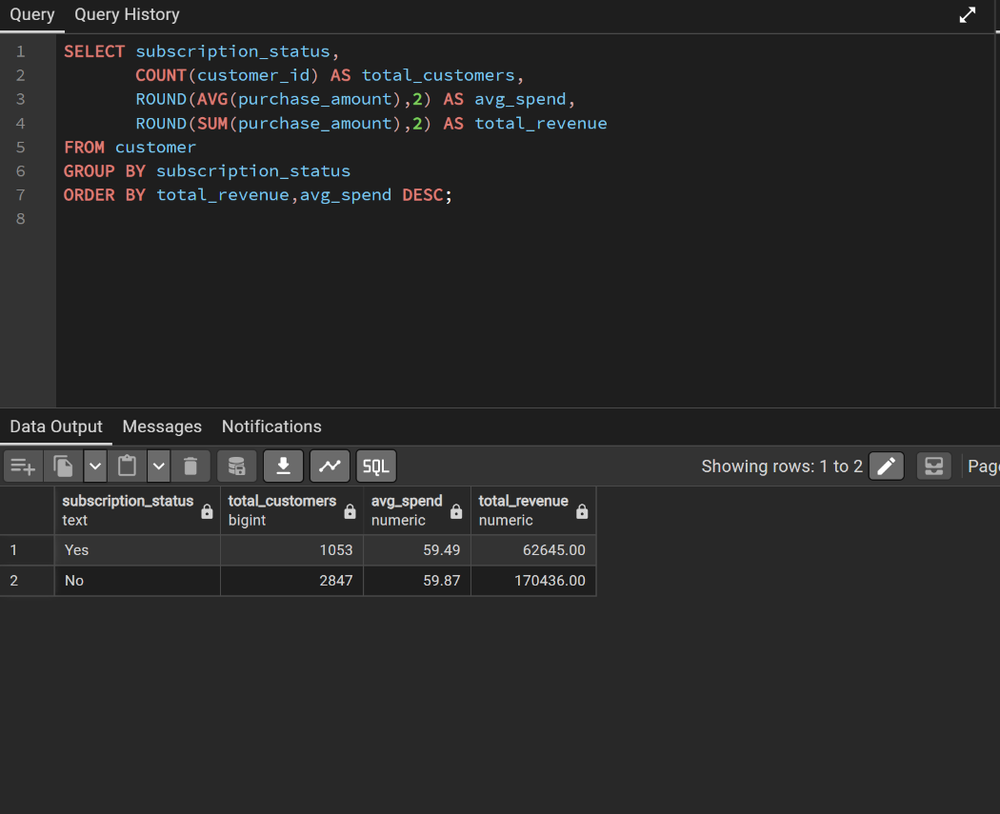 Query Query History
1 SELECT subscription_status,
2 COUNT(customer_id) AS total_customers,
3 ROUND(AVG(purchase_amount),2) AS avg_spend,
4 ROUND(SUM(purchase_amount),2) AS total_revenue
5 FROM customer
6 GROUP BY subscription_status
7 ORDER BY total_revenue,avg_spend DESC;
8
Data Output Messages Notifications
SQL Showing rows: 1 to 2 Page
subscription_status total_customers avg_spend total_revenue
text bigint numeric numeric
1 Yes 1053 59.49 62645.00
2 No 2847 59.87 170436.00